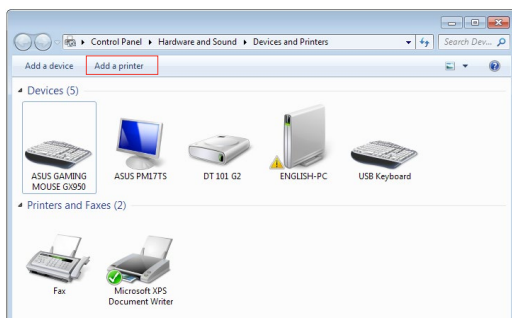 Control Panel ▸ Hardware and Sound ▸ Devices and Printers
Search Dev...
Add a device
Add a printer
Devices (5)
ASUS GAMING
MOUSE GX950
ASUS PM17TS
DT 101 G2
ENGLISH-PC
USB Keyboard
Printers and Faxes (2)
Fax
Microsoft XPS
Document Writer